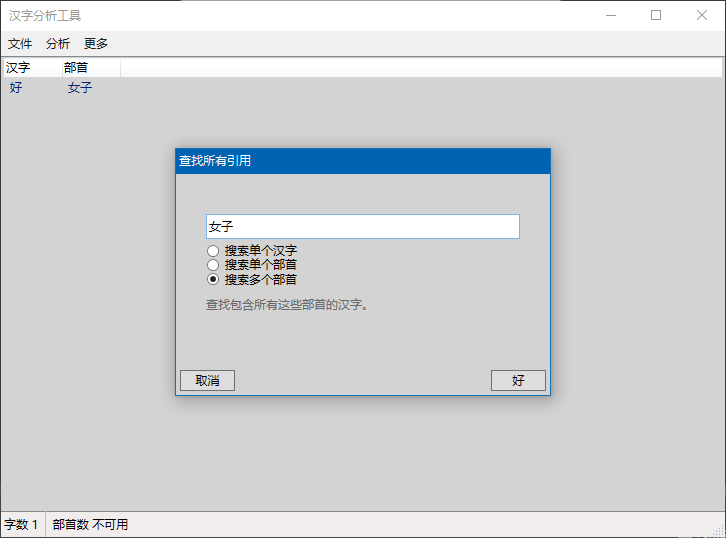 汉字分析工具
文件 分析 更多
汉字 部首
好 女子
查找所有引用
女子
搜索单个汉字
搜索单个部首
搜索多个部首
查找包含所有这些部首的汉字。
取消 好
字数 1 部首数 不可用